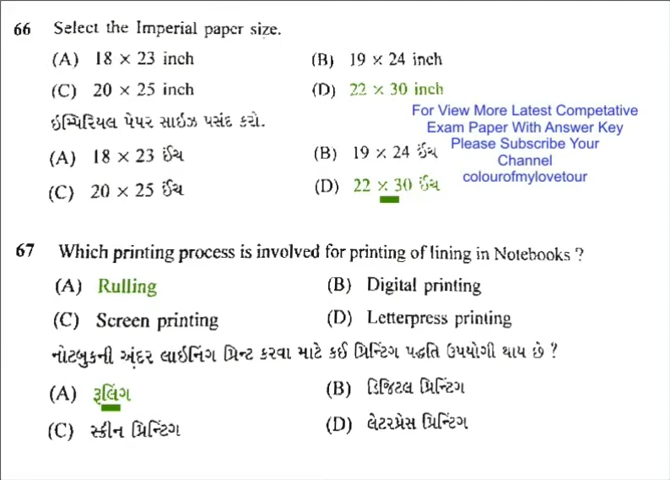 66 Select the Imperial paper size.
(A) 18 × 23 inch (B) 19 × 24 inch
(C) 20 × 25 inch (D) 22 × 30 inch
ઇમ્પિરિયલ પેપર સાઇઝ પસંદ કરો.
(A) 18 × 23 ઈંચ (B) 19 × 24 ઈંચ
(C) 20 × 25 ઈંચ (D) 22 × 30 ઈંચ
For View More Latest Competative
Exam Paper With Answer Key
Please Subscribe Your
Channel
colourofmylovetour
67 Which printing process is involved for printing of lining in Notebooks ?
(A) Rulling (B) Digital printing
(C) Screen printing (D) Letterpress printing
નોટબુકની અંદર લાઇનિંગ પ્રિન્ટ કરવા માટે કઈ પ્રિન્ટિંગ પદ્ધતિ ઉપયોગી થાય છે ?
(A) રૂલિંગ (B) ડિજિટલ પ્રિન્ટિંગ
(C) સ્ક્રીન પ્રિન્ટિંગ (D) લેટરપ્રેસ પ્રિન્ટિંગ